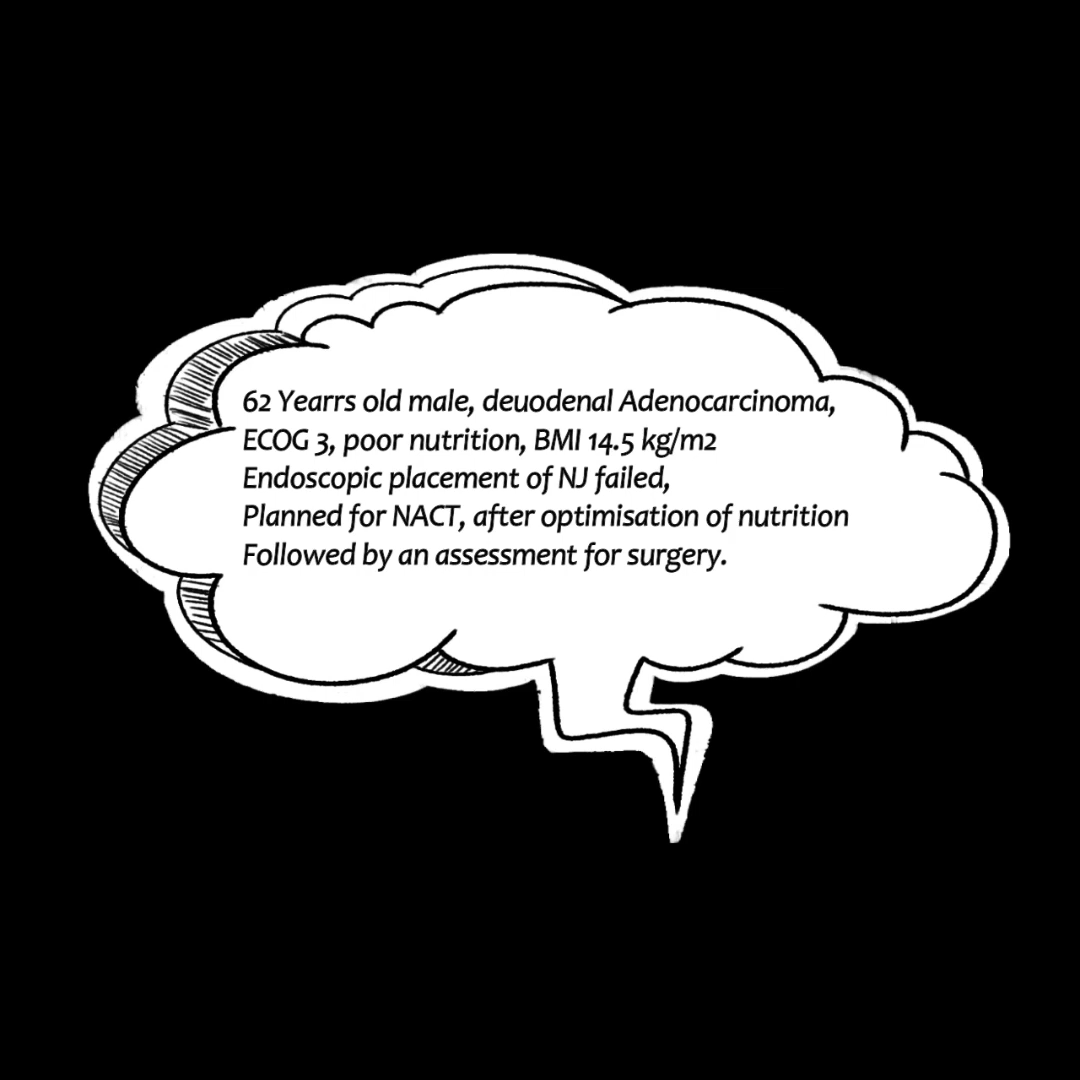 62 Yearrs old male, deuodenal Adenocarcinoma,
ECOG 3, poor nutrition, BMI 14.5 kg/m2
Endoscopic placement of NJ failed,
Planned for NACT, after optimisation of nutrition
Followed by an assessment for surgery.